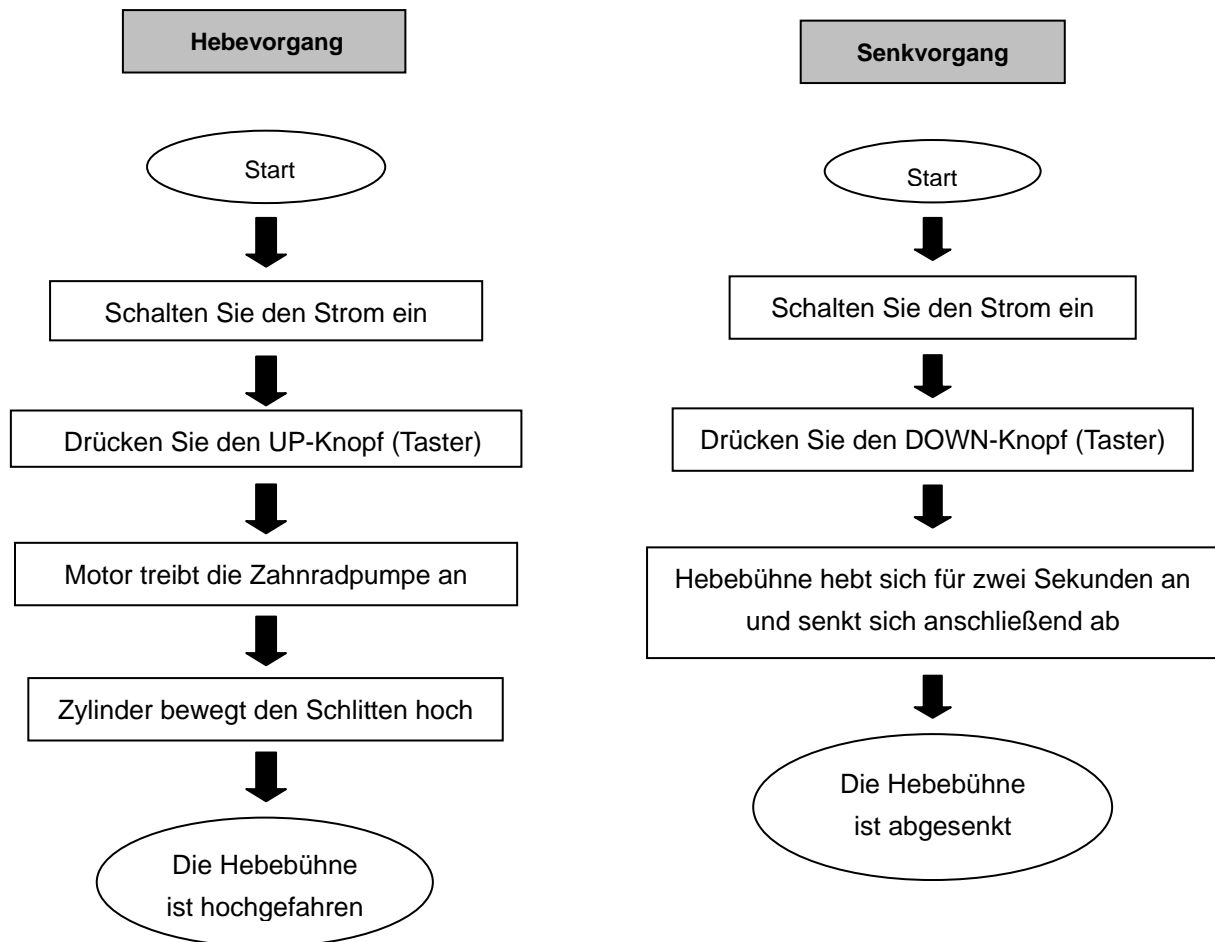 Hebevorgang
Start
Schalten Sie den Strom ein
Drücken Sie den UP-Knopf (Taster)
Motor treibt die Zahnradpumpe an
Zylinder bewegt den Schlitten hoch
Die Hebebühne
ist hochgefahren
Senkvorgang
Start
Schalten Sie den Strom ein
Drücken Sie den DOWN-Knopf (Taster)
Hebebühne hebt sich für zwei Sekunden an
und senkt sich anschließend ab
Die Hebebühne
ist abgesenkt